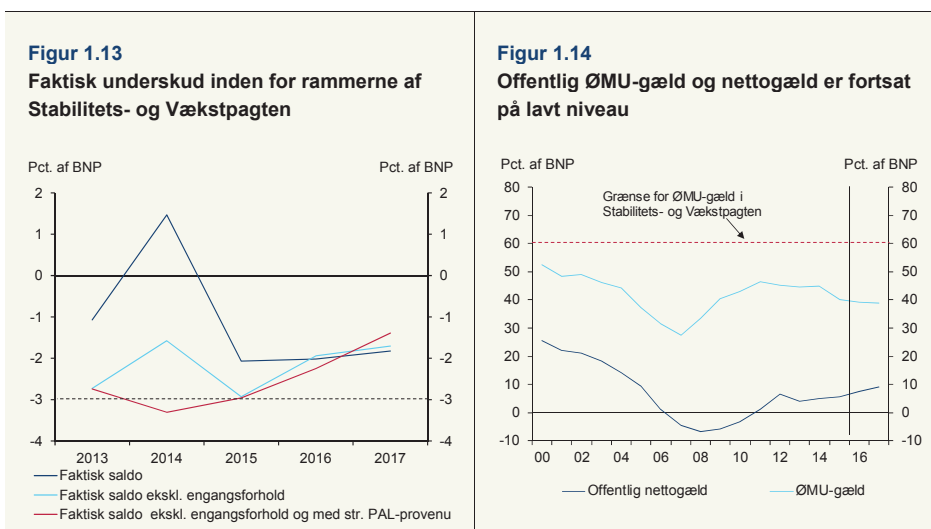 Figur 1.13
Faktisk underskud inden for rammerne af
Stabilitets- og Vækstpagten
Pct. af BNP
Pct. af BNP
2
1
0
-1
-2
-3
-4
2
1
0
-1
-2
-3
-4
2013
2014
2015
2016
2017
Faktisk saldo
Faktisk saldo ekskl. engangsforhold
Faktisk saldo ekskl. engangsforhold og med str. PAL-provenu
Figur 1.14
Offentlig ØMU-gæld og nettogæld er fortsat
på lavt niveau
Pct. af BNP
Pct. af BNP
80
70
60
50
40
30
20
10
0
-10
80
70
60
50
40
30
20
10
0
-10
Grænse for ØMU-gæld i
Stabilitets- og Vækstpagten
00
02
04
06
08
10
12
14
16
Offentlig nettogæld
ØMU-gæld